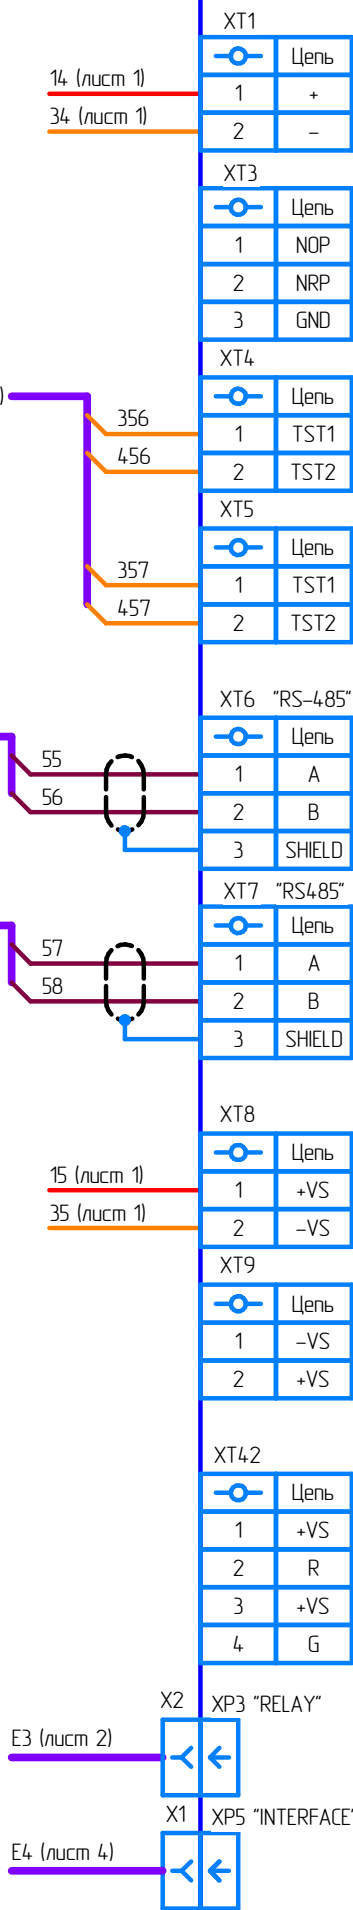 XT1
Цепь
14 (лист 1) 1 +
34 (лист 1) 2 –
XT3
Цепь
1 NOP
2 NRP
3 GND
XT4
)
Цепь
356 1 TST1
456 2 TST2
XT5
Цепь
357 1 TST1
457 2 TST2
XT6 "RS–485"
Цепь
55 1 A
56 2 B
3 SHIELD
XT7 "RS485"
Цепь
57 1 A
58 2 B
3 SHIELD
XT8
Цепь
15 (лист 1) 1 +VS
35 (лист 1) 2 –VS
XT9
Цепь
1 –VS
2 +VS
XT42
Цепь
1 +VS
2 R
3 +VS
4 G
X2 XP3 "RELAY"
E3 (лист 2)
X1 XP5 "INTERFACE"
E4 (лист 4)